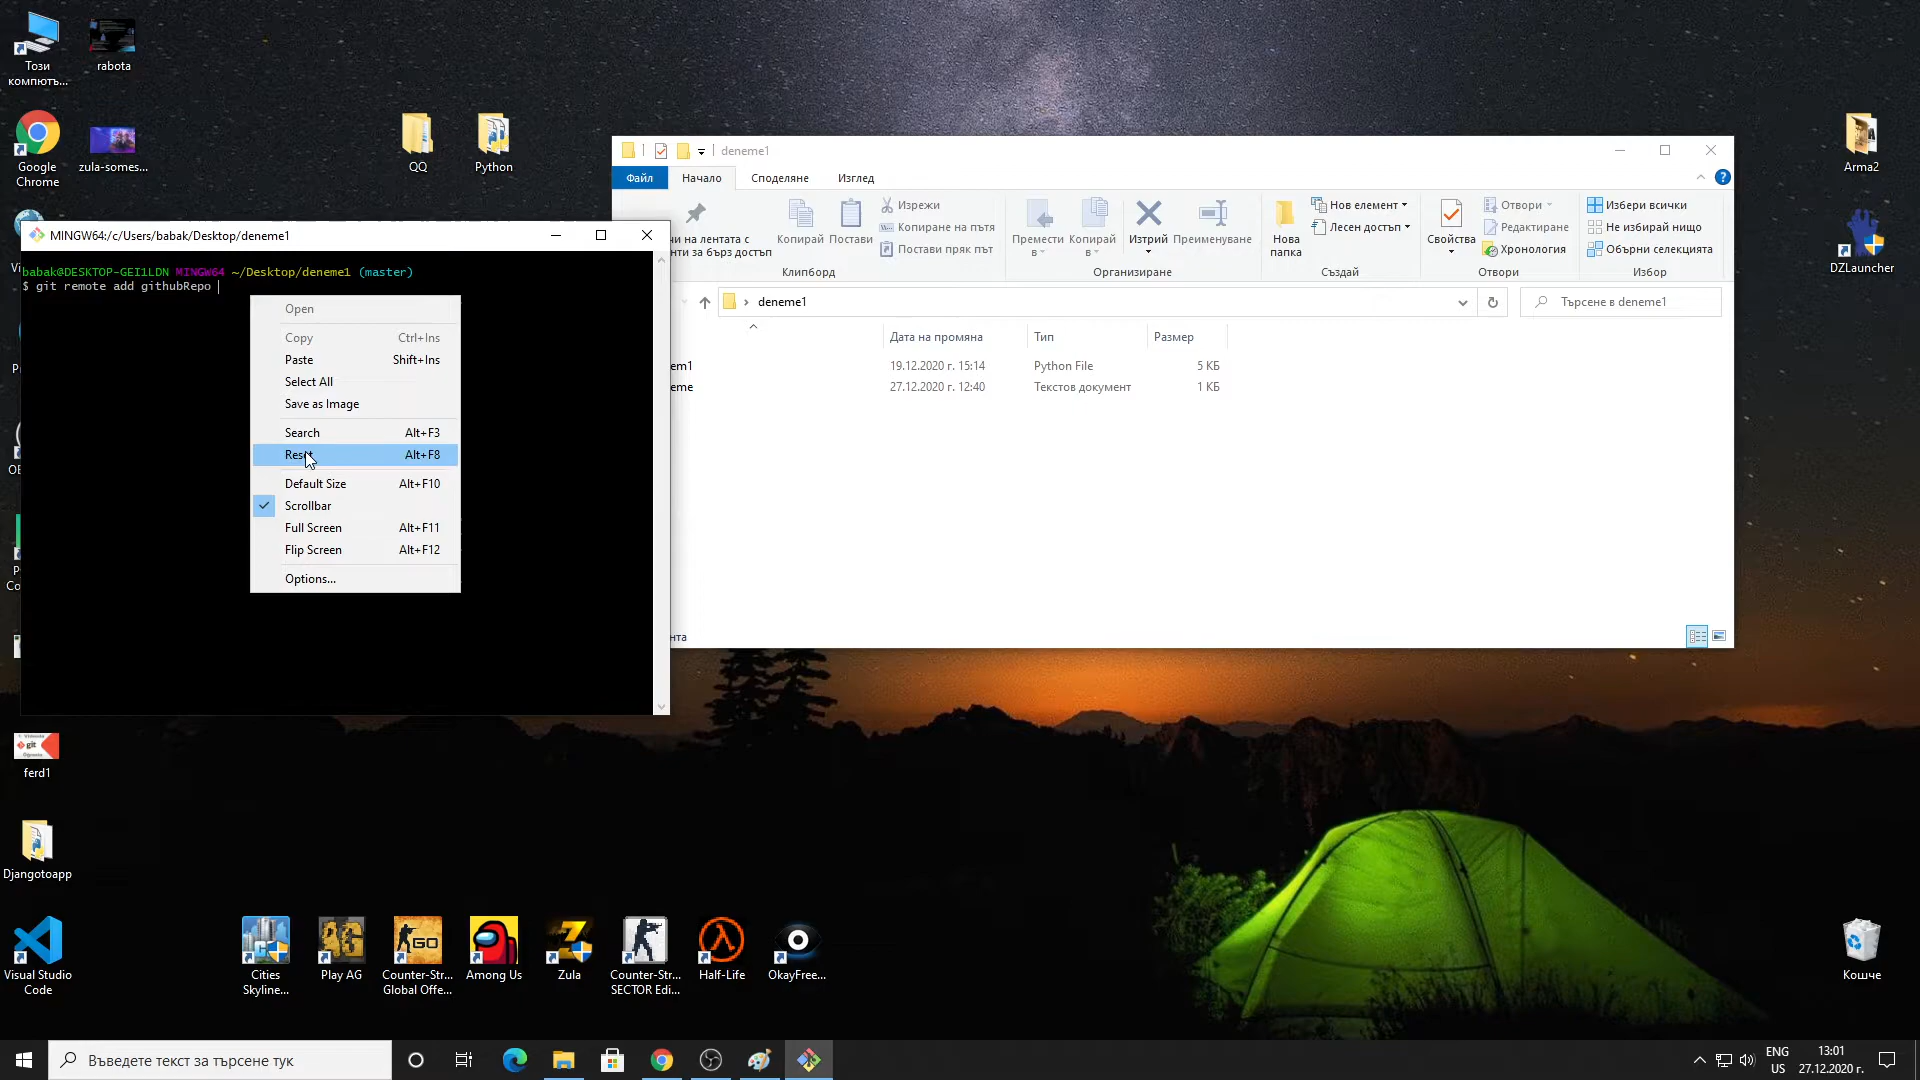 Този
компютъ...
rabota
Google
Chrome
zula-somes...
QQ
Python
Arma2
DZLauncher
deneme1
Файл
Начало
Споделяне
Изглед
Копирай
Постави
Изрежи
Копиране на пътя
Постави пряк път
Клипборд
Премести
в
Копирай
в
Изтрий
Преименуване
Организиране
Нова
папка
Нов елемент
Лесен достъп
Създай
Свойства
Отвори
Редактиране
Хронология
Отвори
Избери всички
Не избирай нищо
Обърни селекцията
Избор
deneme1
Търсене в deneme1
Дата на промяна
Тип
Размер
19.12.2020 г. 15:14
Python File
5 КБ
27.12.2020 г. 12:40
Текстов документ
1 КБ
MINGW64:/c/Users/babak/Desktop/deneme1
babak@DESKTOP-GEI1LDN MINGW64 ~/Desktop/deneme1 (master)
$ git remote add githubRepo
Open
Copy Ctrl+Ins
Paste Shift+Ins
Select All
Save as Image
Search Alt+F3
Reset Alt+F8
Default Size Alt+F10
Scrollbar
Full Screen Alt+F11
Flip Screen Alt+F12
Options...
git
ferd1
Djangotoapp
Visual Studio
Code
Cities
Skyline...
Play AG
GO
Counter-Str...
Global Offe...
Among Us
Zula
Counter-Str...
SECTOR Edi...
Half-Life
OkayFree...
Кошче
Въведете текст за търсене тук
ENG
US
13:01
27.12.2020 г.